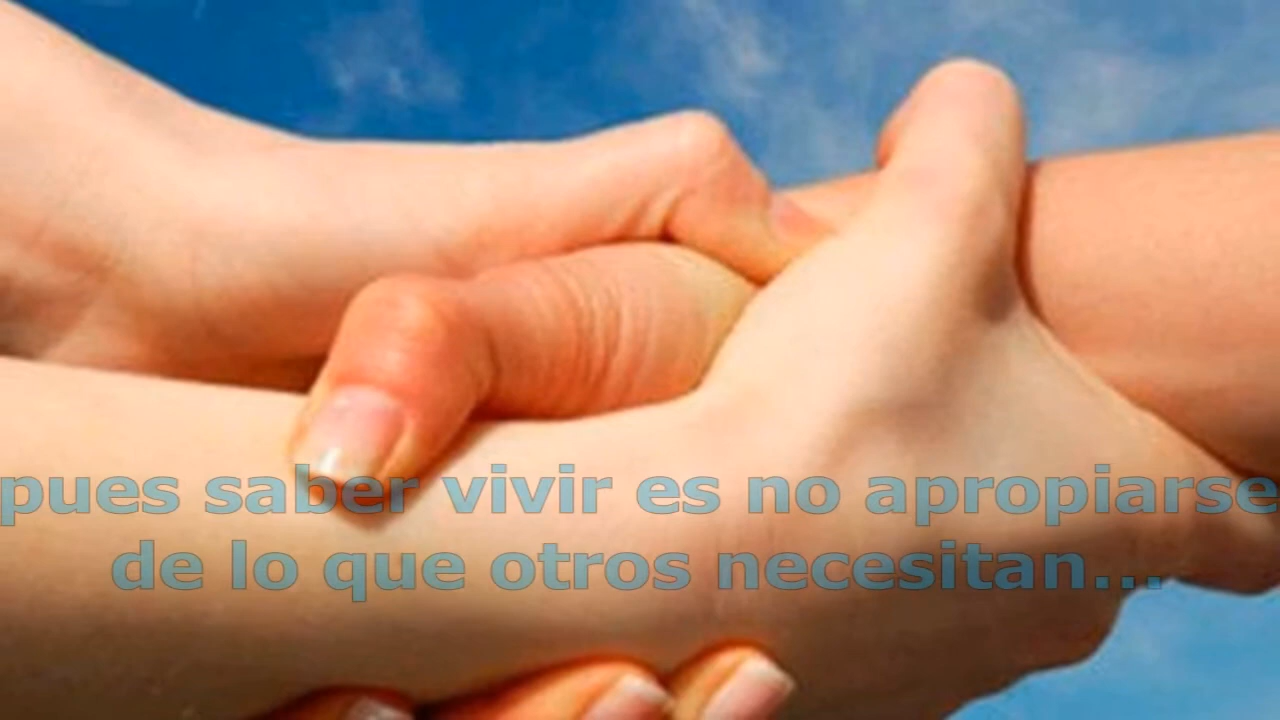 pues saber vivir es no apropiarse
de lo que otros necesitan...